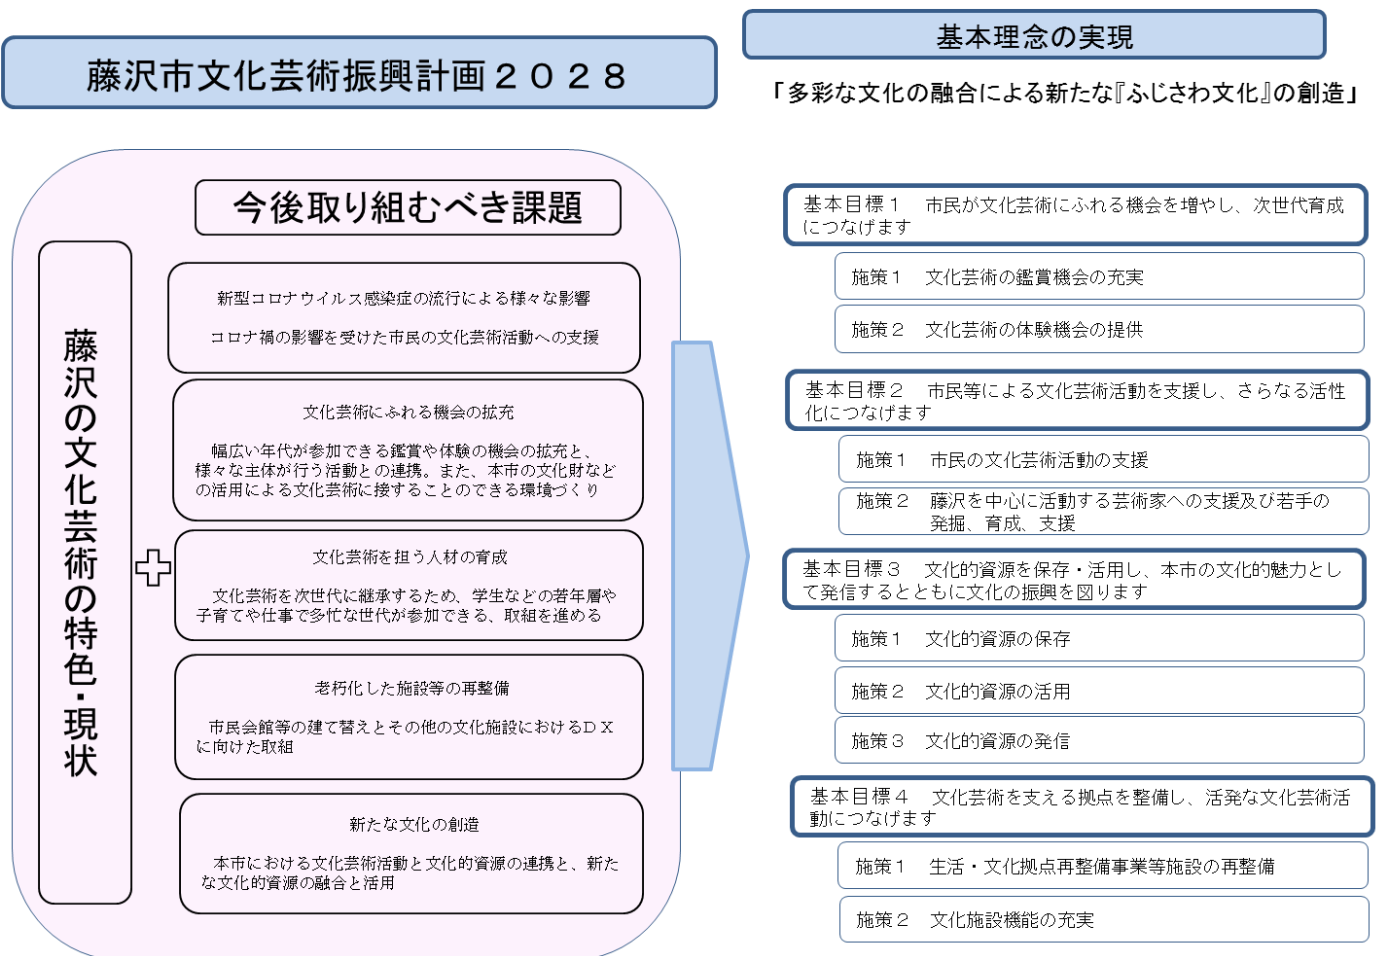 藤沢市文化芸術振興計画２０２８
今後取り組むべき課題
藤沢の文化芸術の特色・現状
新型コロナウイルス感染症の流行による様々な影響
コロナ禍の影響を受けた市民の文化芸術活動への支援
文化芸術にふれる機会の拡充
幅広い年代が参加できる鑑賞や体験の機会の拡充と、
様々な主体が行う活動との連携。また、本市の文化財など
の活用による文化芸術に接することのできる環境づくり
文化芸術を担う人材の育成
文化芸術を次世代に継承するため、学生などの若年層や
子育てや仕事で多忙な世代が参加できる、取組を進める
老朽化した施設等の再整備
市民会館等の建て替えとその他の文化施設におけるＤＸ
に向けた取組
新たな文化の創造
本市における文化芸術活動と文化的資源の連携と、新た
な文化的資源の融合と活用
基本理念の実現
「多彩な文化の融合による新たな『ふじさわ文化』の創造」
基本目標１　市民が文化芸術にふれる機会を増やし、次世代育成
につなげます
施策１　文化芸術の鑑賞機会の充実
施策２　文化芸術の体験機会の提供
基本目標２　市民等による文化芸術活動を支援し、さらなる活性
化につなげます
施策１　市民の文化芸術活動の支援
施策２　藤沢を中心に活動する芸術家への支援及び若手の
発掘、育成、支援
基本目標３　文化的資源を保存・活用し、本市の文化的魅力とし
て発信するとともに文化の振興を図ります
施策１　文化的資源の保存
施策２　文化的資源の活用
施策３　文化的資源の発信
基本目標４　文化芸術を支える拠点を整備し、活発な文化芸術活
動につなげます
施策１　生活・文化拠点再整備事業等施設の再整備
施策２　文化施設機能の充実